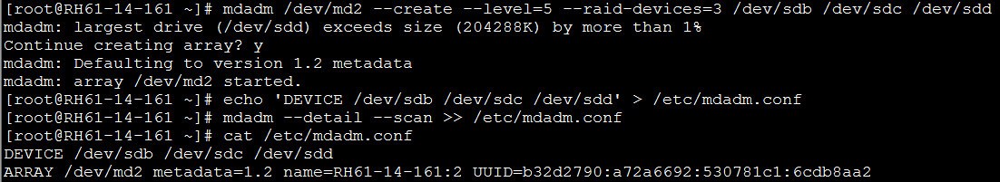 [root@RH61-14-161 ~]# mdadm /dev/md2 --create --level=5 --raid-devices=3 /dev/sdb /dev/sdc /dev/sdd
mdadm: largest drive (/dev/sdd) exceeds size (204288K) by more than 1%
Continue creating array? y
mdadm: Defaulting to version 1.2 metadata
mdadm: array /dev/md2 started.
[root@RH61-14-161 ~]# echo 'DEVICE /dev/sdb /dev/sdc /dev/sdd' > /etc/mdadm.conf
[root@RH61-14-161 ~]# mdadm --detail --scan >> /etc/mdadm.conf
[root@RH61-14-161 ~]# cat /etc/mdadm.conf
DEVICE /dev/sdb /dev/sdc /dev/sdd
ARRAY /dev/md2 metadata=1.2 name=RH61-14-161:2 UUID=b32d2790:a72a6692:530781c1:6cdb8aa2